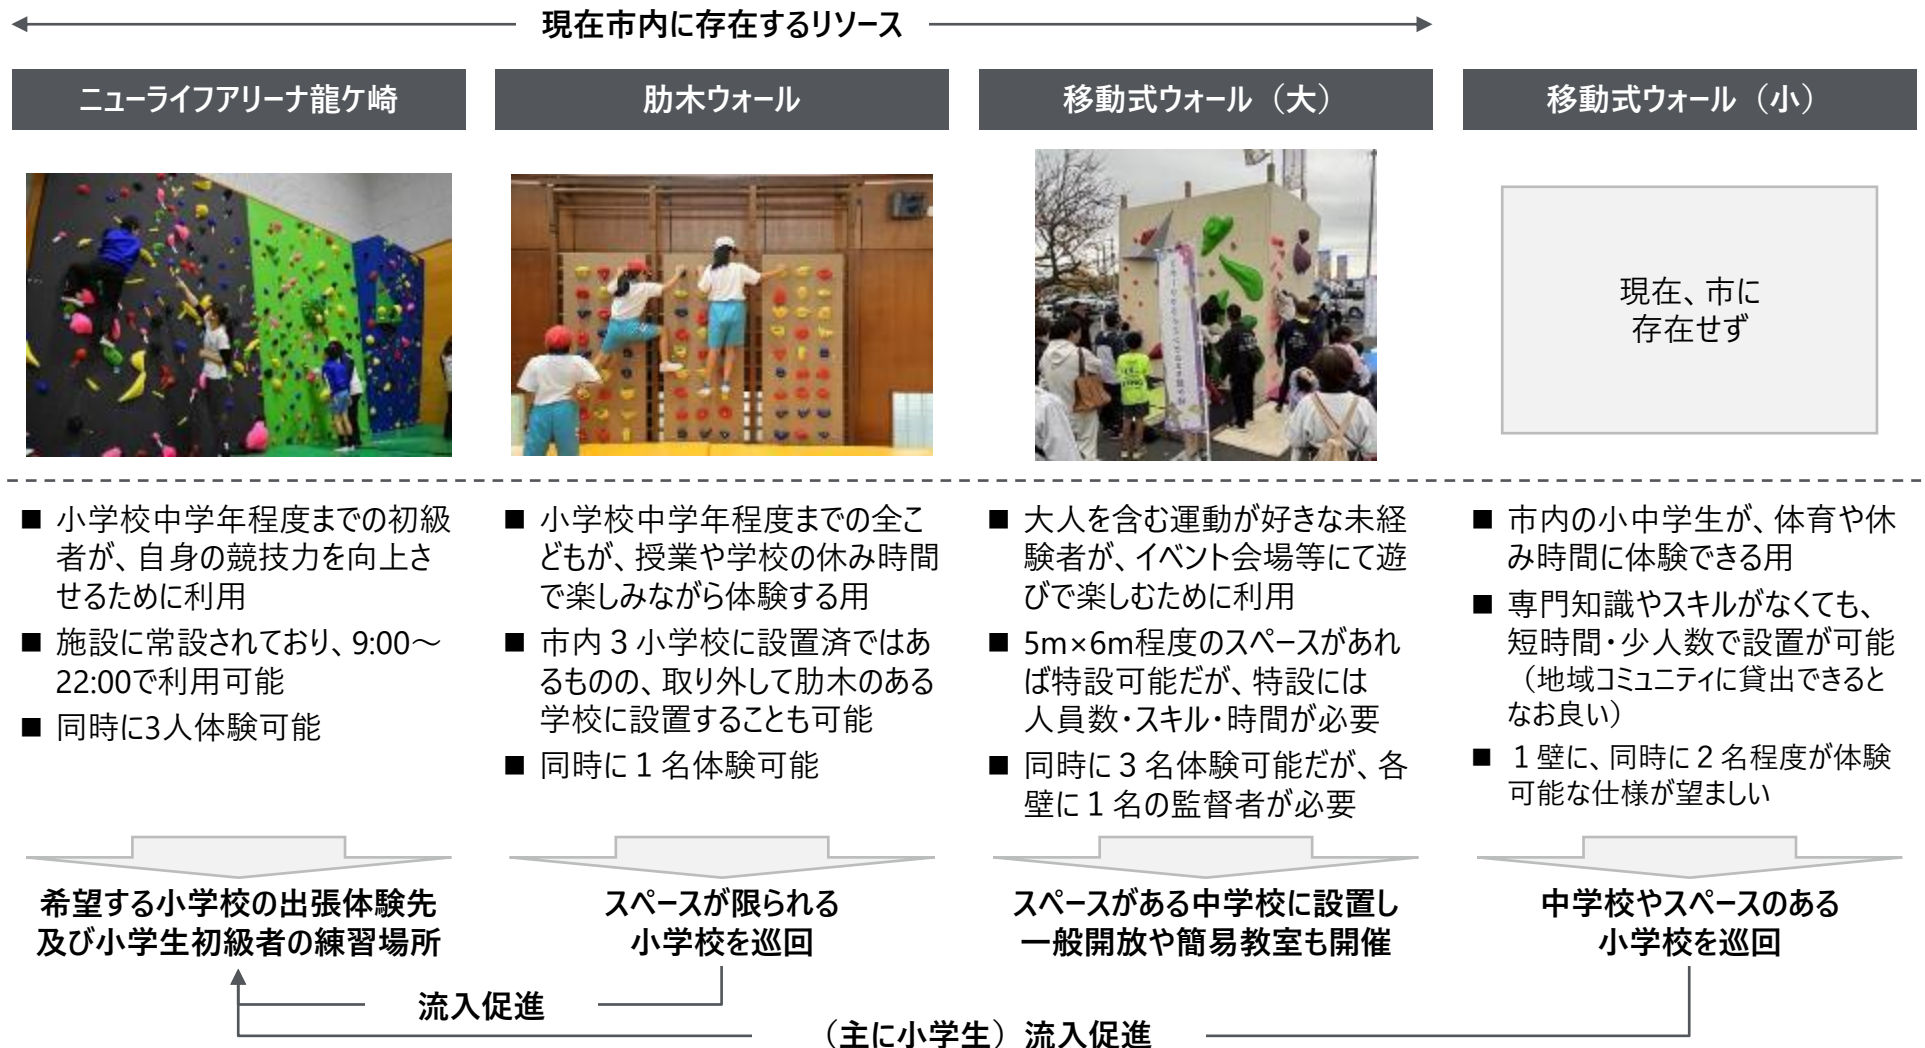 現在市内に存在するリソース
ニューライフアリーナ龍ケ崎
肋木ウォール
移動式ウォール（大）
移動式ウォール（小）
現在、市に
存在せず
■ 小学校中学年程度までの初級
者が、自身の競技力を向上さ
せるために利用
■ 施設に常設されており、9:00～
22:00で利用可能
■ 同時に3人体験可能
■ 小学校中学年程度までの全こ
どもが、授業や学校の休み時間
で楽しみながら体験する用
■ 市内３小学校に設置済ではあ
るものの、取り外して肋木のある
学校に設置することも可能
■ 同時に１名体験可能
■ 大人を含む運動が好きな未経
験者が、イベント会場等にて遊
びで楽しむために利用
■ 5m×6m程度のスペースがあれ
ば特設可能だが、特設には
人員数・スキル・時間が必要
■ 同時に３名体験可能だが、各
壁に１名の監督者が必要
■ 市内の小中学生が、体育や休
み時間に体験できる用
■ 専門知識やスキルがなくても、
短時間・少人数で設置が可能
（地域コミュニティに貸出できると
なお良い）
■ １壁に、同時に２名程度が体験
可能な仕様が望ましい
希望する小学校の出張体験先
及び小学生初級者の練習場所
スペースが限られる
小学校を巡回
スペースがある中学校に設置し
一般開放や簡易教室も開催
中学校やスペースのある
小学校を巡回
流入促進
（主に小学生）流入促進